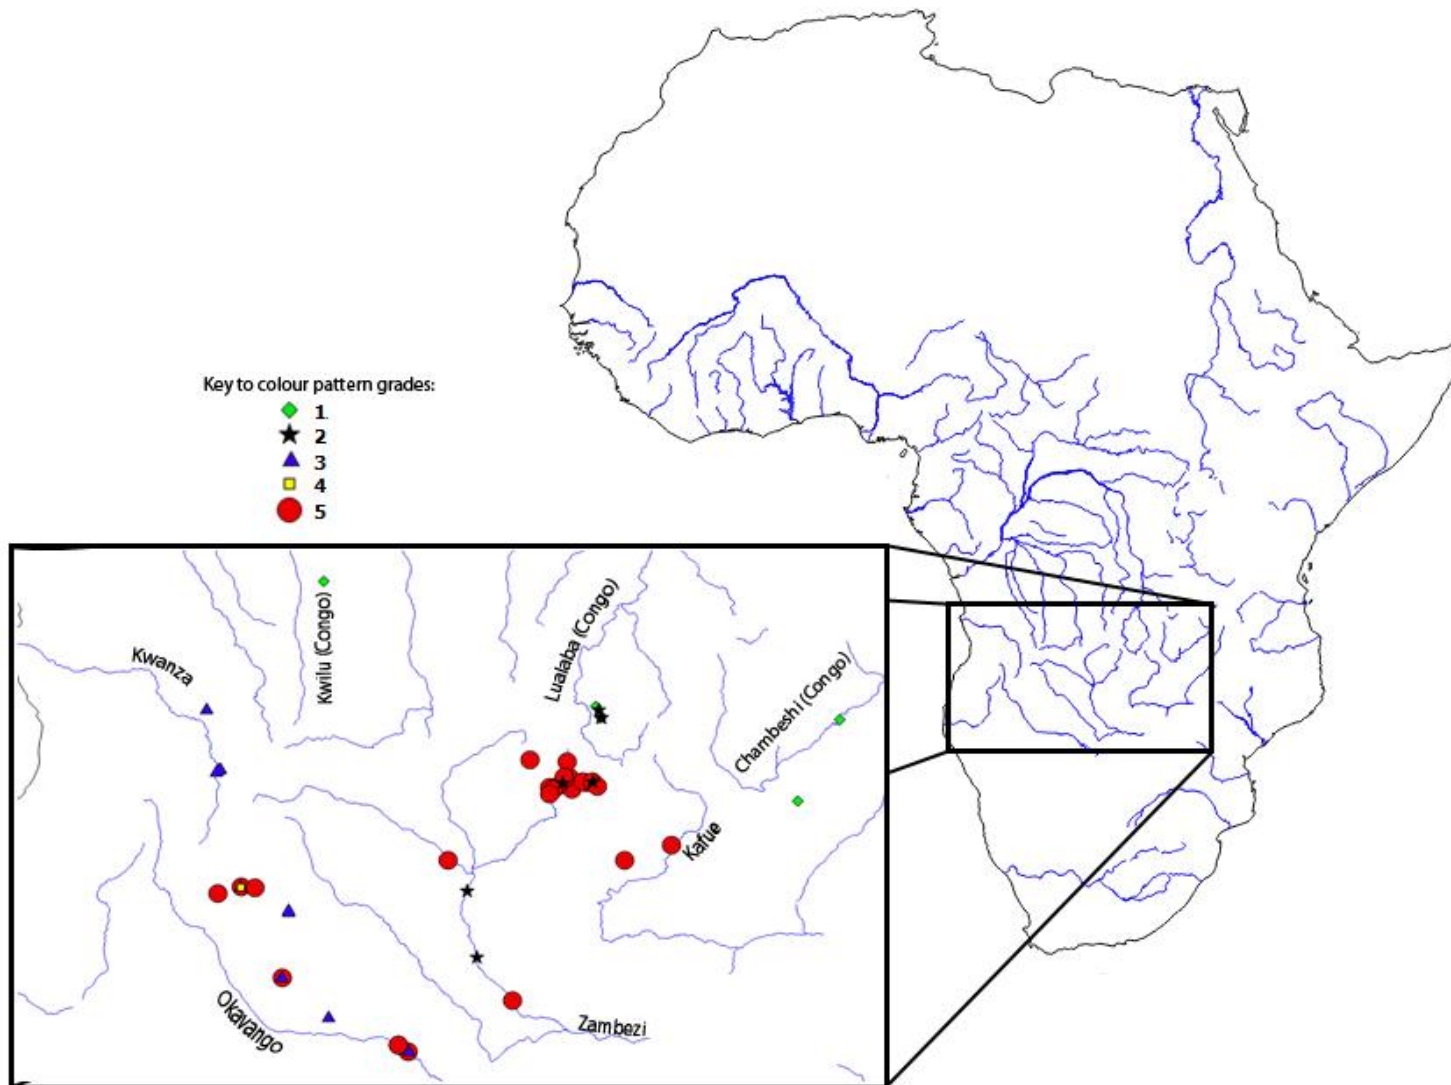 Key to colour pattern grades:
1
2
3
4
5
Kwanza
Kwilu (Congo)
Lualaba (Congo)
Chambeshi (Congo)
Kafue
Okavango
Zambezi